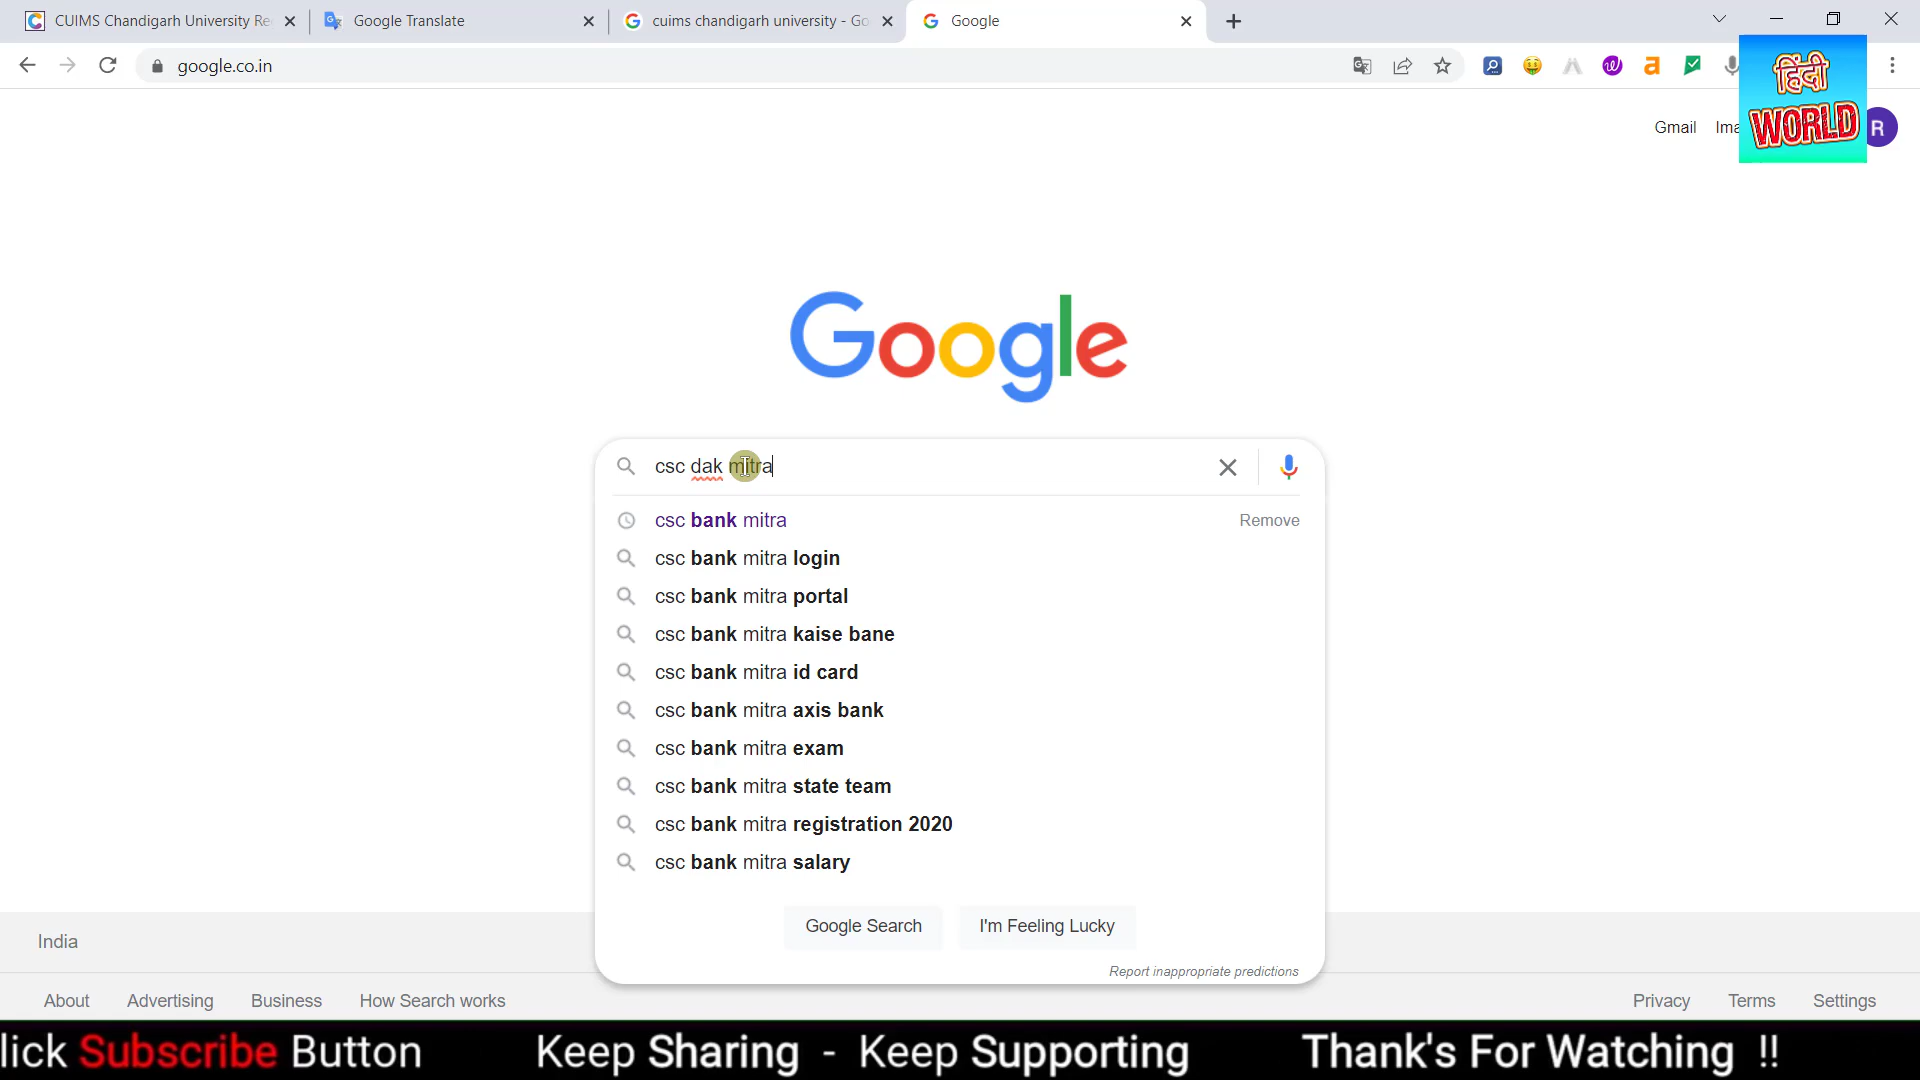 CUIMS Chandigarh University Re
Google Translate
cuims chandigarh university - Go
Google
google.co.in
Gmail
Ima
हिंदी
WORLD
R
Google
csc dak mitra
csc bank mitra
Remove
csc bank mitra login
csc bank mitra portal
csc bank mitra kaise bane
csc bank mitra id card
csc bank mitra axis bank
csc bank mitra exam
csc bank mitra state team
csc bank mitra registration 2020
csc bank mitra salary
Google Search
I'm Feeling Lucky
Report inappropriate predictions
India
About Advertising Business How Search works
Privacy Terms Settings
lick Subscribe Button Keep Sharing - Keep Supporting Thank's For Watching !!